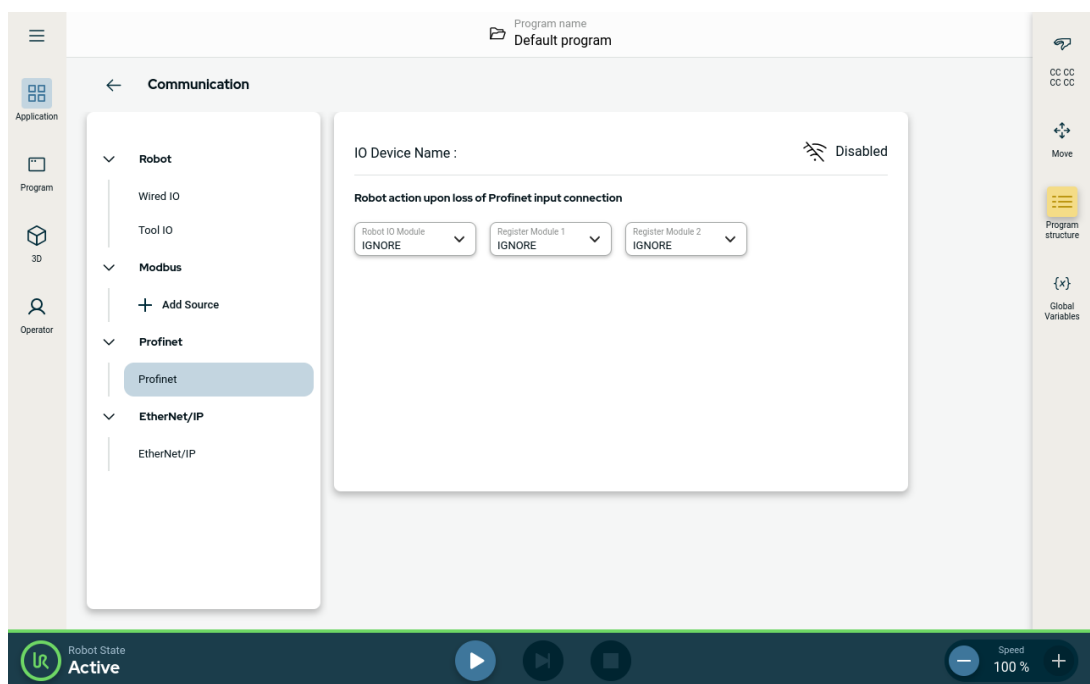 Program name
Default program
Application
Program
3D
Operator
Communication
Robot
Wired IO
Tool IO
Modbus
Add Source
Profinet
Profinet
EtherNet/IP
EtherNet/IP
IO Device Name :
Disabled
Robot action upon loss of Profinet input connection
Robot IO Module
IGNORE
Register Module 1
IGNORE
Register Module 2
IGNORE
CC CC
CC CC
Move
Program
structure
{x}
Global
Variables
UR
Robot State
Active
Speed
100 %